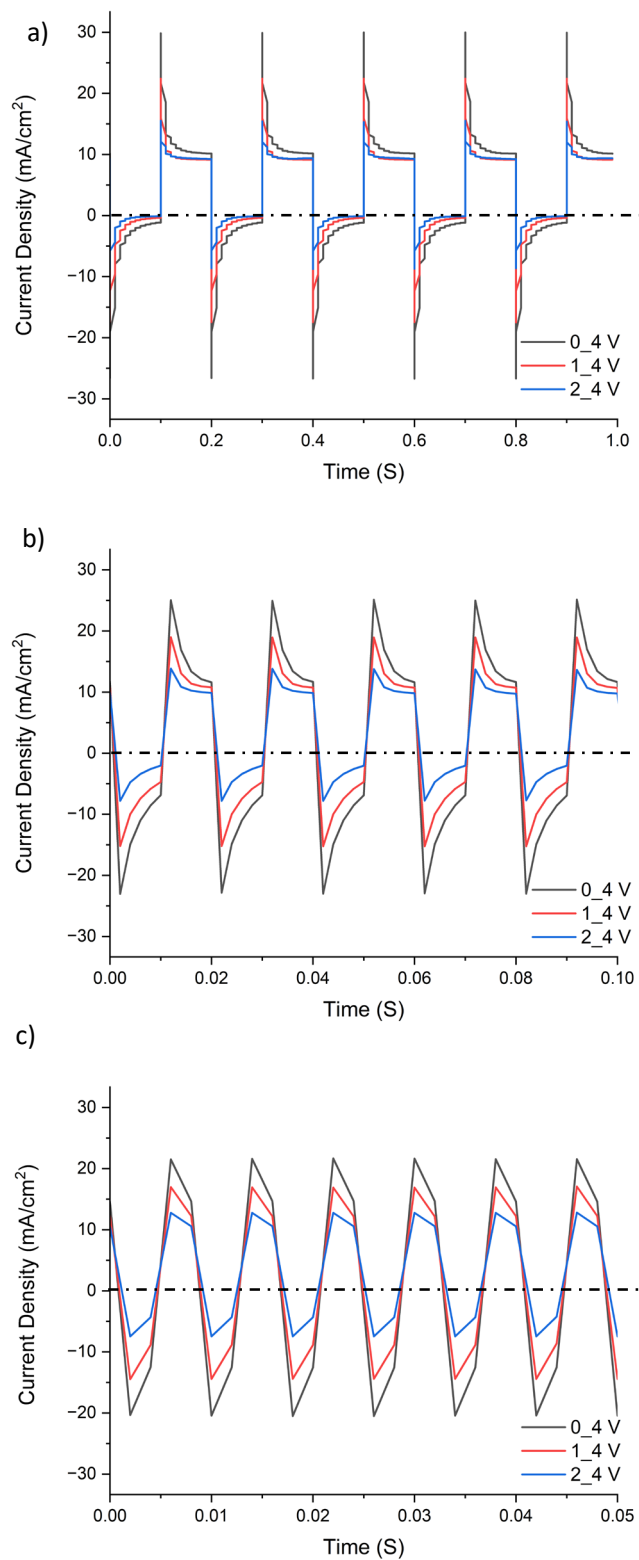 a)
30
20
10
0
−10
−20
−30
Current Density (mA/cm²)
0_4 V
1_4 V
2_4 V
0.0
0.2
0.4
0.6
0.8
1.0
Time (S)
b)
30
20
10
0
−10
−20
−30
Current Density (mA/cm²)
0_4 V
1_4 V
2_4 V
0.00
0.02
0.04
0.06
0.08
0.10
Time (S)
c)
30
20
10
0
−10
−20
−30
Current Density (mA/cm²)
0_4 V
1_4 V
2_4 V
0.00
0.01
0.02
0.03
0.04
0.05
Time (S)